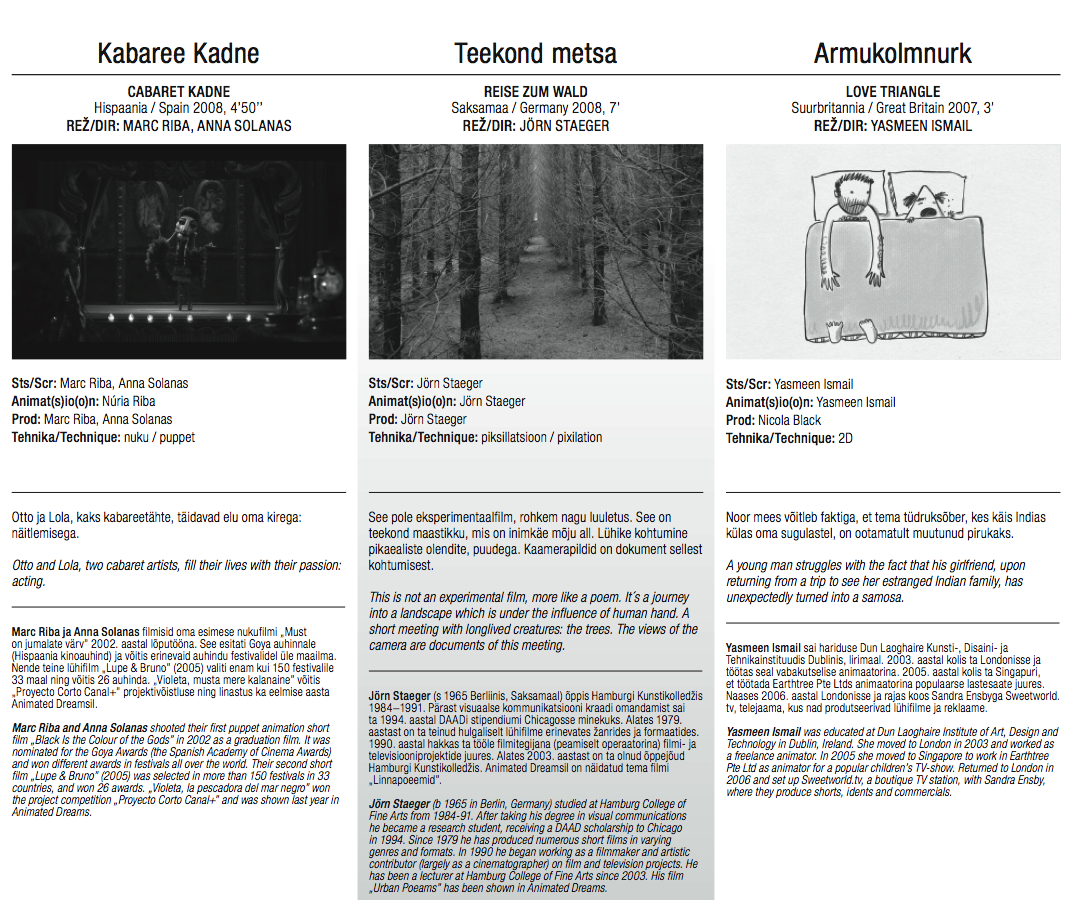 Kabaree Kadne
CABARET KADNE
Hispaania / Spain 2008, 4’50’’
REŽ/DIR: MARC RIBA, ANNA SOLANAS
Sts/Scr: Marc Riba, Anna Solanas
Animat(s)io(o)n: Núria Riba
Prod: Marc Riba, Anna Solanas
Tehnika/Technique: nuku / puppet
Otto ja Lola, kaks kabareetähte, täidavad elu oma kirega:
näitlemisega.
Otto and Lola, two cabaret artists, fill their lives with their passion:
acting.
Marc Riba ja Anna Solanas filmisid oma esimese nukufilmi „Must
on jumalate värv” 2002. aastal lõputööna. See esitati Goya auhinnale
(Hispaania kinoauhind) ja võitis erinevaid auhindu festivalidel üle maailma.
Nende teine lühifilm „Lupe & Bruno” (2005) valiti enam kui 150 festivalile
33 maal ning võitis 26 auhinda. „Violeta, musta mere kalanaine” võitis
„Proyecto Corto Canal+” projektivõistluse ning linastus ka eelmise aasta
Animated Dreamsil.
Marc Riba and Anna Solanas shooted their first puppet animation short
film „Black Is the Colour of the Gods” in 2002 as a graduation film. It was
nominated for the Goya Awards (the Spanish Academy of Cinema Awards)
and won different awards in festivals all over the world. Their second short
film „Lupe & Bruno” (2005) was selected in more than 150 festivals in 33
countries, and won 26 awards. „Violeta, la pescadora del mar negro” won
the project competition „Proyecto Corto Canal+” and was shown last year in
Animated Dreams.
Teekond metsa
REISE ZUM WALD
Saksamaa / Germany 2008, 7’
REŽ/DIR: JÖRN STAEGER
Sts/Scr: Jörn Staeger
Animat(s)io(o)n: Jörn Staeger
Prod: Jörn Staeger
Tehnika/Technique: piksillatsioon / pixilation
See pole eksperimentaalfilm, rohkem nagu luuletus. See on
teekond maastikku, mis on inimkäe mõju all. Lühike kohtumine
pikaealiste olendite, puudega. Kaamerapildid on dokument sellest
kohtumisest.
This is not an experimental film, more like a poem. It’s a journey
into a landscape which is under the influence of human hand. A
short meeting with longlived creatures: the trees. The views of the
camera are documents of this meeting.
Jörn Staeger (s 1965 Berliinis, Saksamaal) õppis Hamburgi Kunstikolledžis
1984–1991. Pärast visuaalse kommunikatsiooni kraadi omandamist sai
ta 1994. aastal DAADi stipendiumi Chicagosse minekuks. Alates 1979.
aastast on ta teinud hulgaliselt lühifilme erinevates žanrides ja formaatides.
1990. aastal hakkas ta tööle filmitegijana (peamiselt operaatorina) filmi- ja
televisiooniprojektide juures. Alates 2003. aastast on ta olnud õppejõud
Hamburgi Kunstikolledžis. Animated Dreamsil on näidatud tema filmi
„Linnapoeemid”.
Jörn Staeger (b 1965 in Berlin, Germany) studied at Hamburg College of
Fine Arts from 1984-91. After taking his degree in visual communications
he became a research student, receiving a DAAD scholarship to Chicago
in 1994. Since 1979 he has produced numerous short films in varying
genres and formats. In 1990 he began working as a filmmaker and artistic
contributor (largely as a cinematographer) on film and television projects. He
has been a lecturer at Hamburg College of Fine Arts since 2003. His film
„Urban Poeams” has been shown in Animated Dreams.
Armukolmnurk
LOVE TRIANGLE
Suurbritannia / Great Britain 2007, 3’
REŽ/DIR: YASMEEN ISMAIL
Sts/Scr: Yasmeen Ismail
Animat(s)io(o)n: Yasmeen Ismail
Prod: Nicola Black
Tehnika/Technique: 2D
Noor mees võitleb faktiga, et tema tüdruksõber, kes käis Indias
külas oma sugulastel, on ootamatult muutunud pirukaks.
A young man struggles with the fact that his girlfriend, upon
returning from a trip to see her estranged Indian family, has
unexpectedly turned into a samosa.
Yasmeen Ismail sai hariduse Dun Laoghaire Kunsti-, Disaini- ja
Tehnikainstituudis Dublinis, Iirimaal. 2003. aastal kolis ta Londonisse ja
töötas seal vabakutselise animaatorina. 2005. aastal kolis ta Singapuri,
et töötada Earthtree Pte Ltds animaatorina populaarse lastesaate juures.
Naases 2006. aastal Londonisse ja rajas koos Sandra Ensbyga Sweetworld.
tv, telejaama, kus nad produtseerivad lühifilme ja reklaame.
Yasmeen Ismail was educated at Dun Laoghaire Institute of Art, Design and
Technology in Dublin, Ireland. She moved to London in 2003 and worked as
a freelance animator. In 2005 she moved to Singapore to work in Earthtree
Pte Ltd as animator for a popular children’s TV-show. Returned to London in
2006 and set up Sweetworld.tv, a boutique TV station, with Sandra Ensby,
where they produce shorts, idents and commercials.